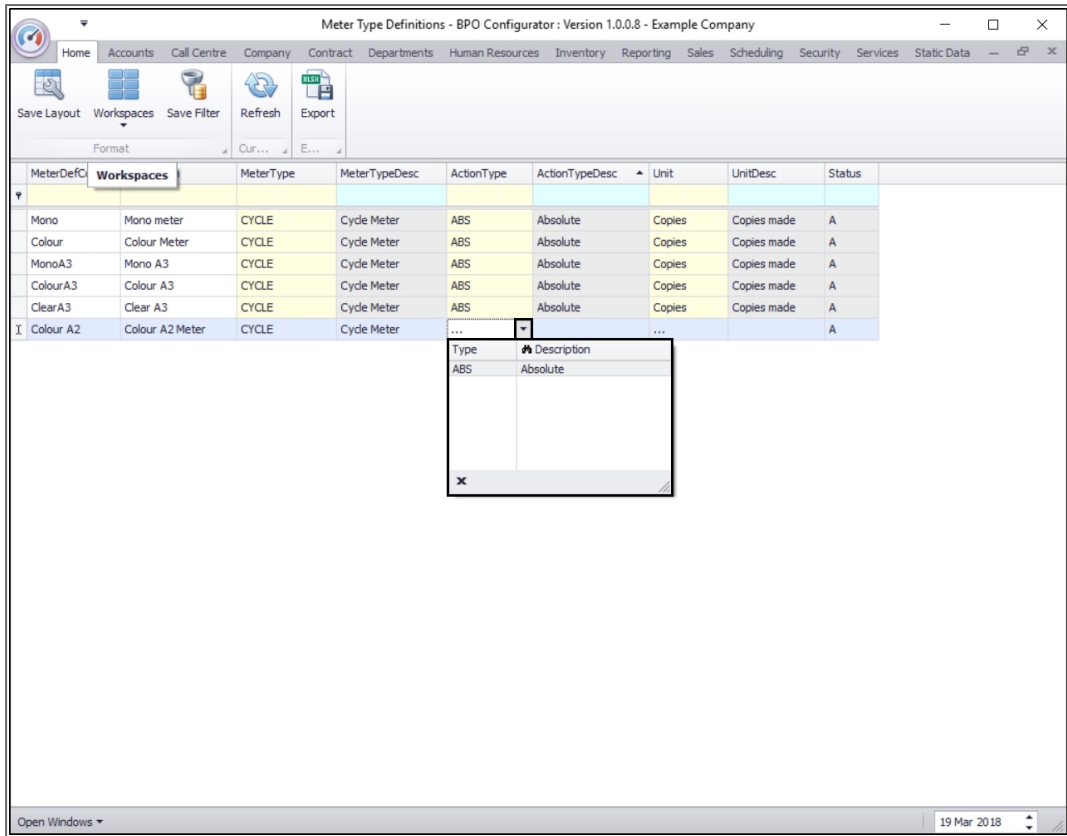 Meter Type Definitions - BPO Configurator : Version 1.0.0.8 - Example Company
Home Accounts Call Centre Company Contract Departments Human Resources Inventory Reporting Sales Scheduling Security Services Static Data
XLSX
Save Layout Workspaces Save Filter Refresh Export
Format Cur... E...
MeterDefC Workspaces MeterType MeterTypeDesc ActionType ActionTypeDesc Unit UnitDesc Status
Mono Mono meter CYCLE Cycle Meter ABS Absolute Copies Copies made A
Colour Colour Meter CYCLE Cycle Meter ABS Absolute Copies Copies made A
MonoA3 Mono A3 CYCLE Cycle Meter ABS Absolute Copies Copies made A
ColourA3 Colour A3 CYCLE Cycle Meter ABS Absolute Copies Copies made A
ClearA3 Clear A3 CYCLE Cycle Meter ABS Absolute Copies Copies made A
Colour A2 Colour A2 Meter CYCLE Cycle Meter ... ... A
Type Description
ABS Absolute
Open Windows 19 Mar 2018